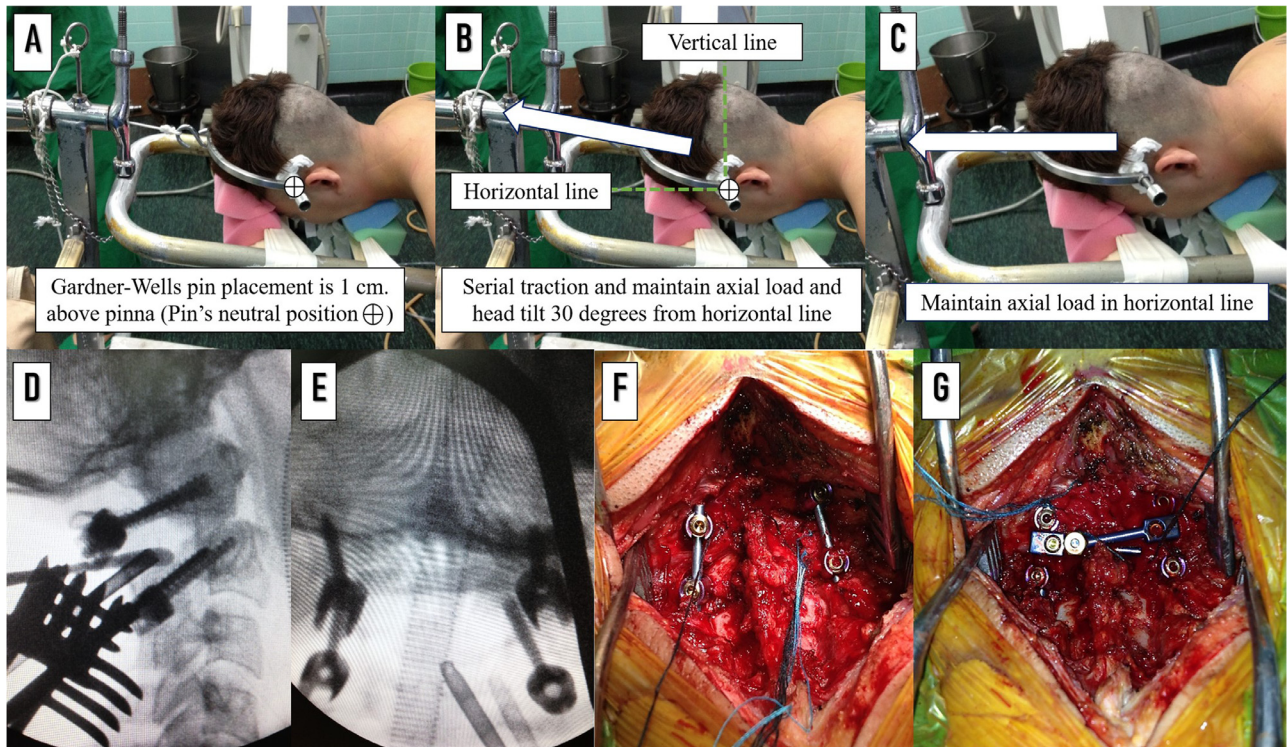 A
B
Vertical line
C
Horizontal line
Gardner-Wells pin placement is 1 cm.
above pinna (Pin's neutral position ⊕)
Serial traction and maintain axial load and
head tilt 30 degrees from horizontal line
Maintain axial load in horizontal line
D
E
F
G